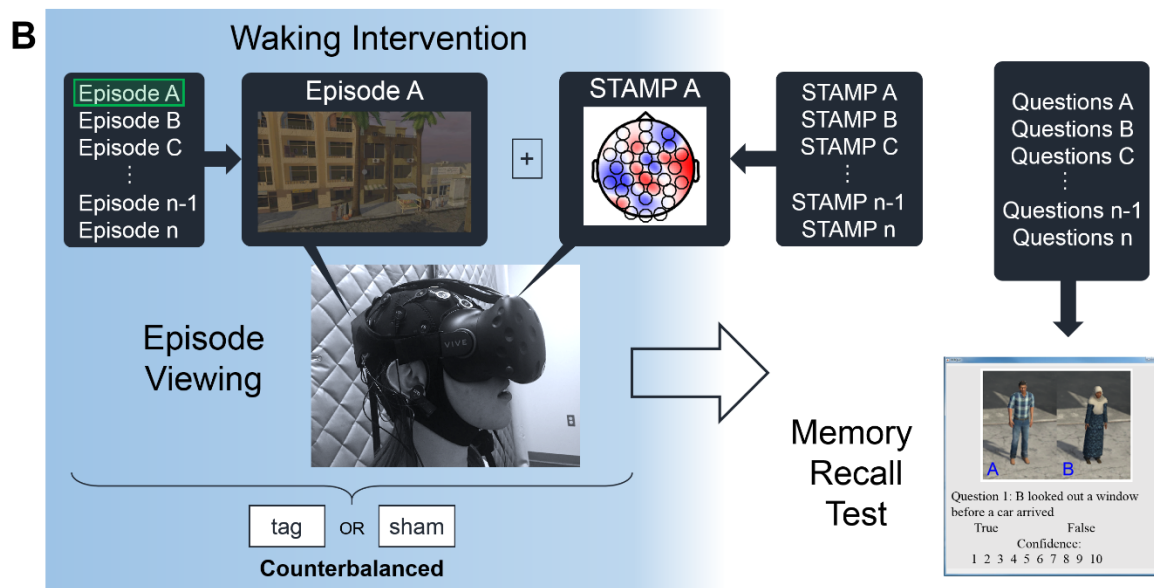 B
Waking Intervention
Episode A
Episode B
Episode C
⋮
Episode n-1
Episode n
Episode A
+
STAMP A
STAMP A
STAMP B
STAMP C
⋮
STAMP n-1
STAMP n
Questions A
Questions B
Questions C
⋮
Questions n-1
Questions n
Episode
Viewing
VIVE
tag OR sham
Counterbalanced
Memory
Recall
Test
A B
Question 1: B looked out a window
before a car arrived
True False
Confidence:
1 2 3 4 5 6 7 8 9 10